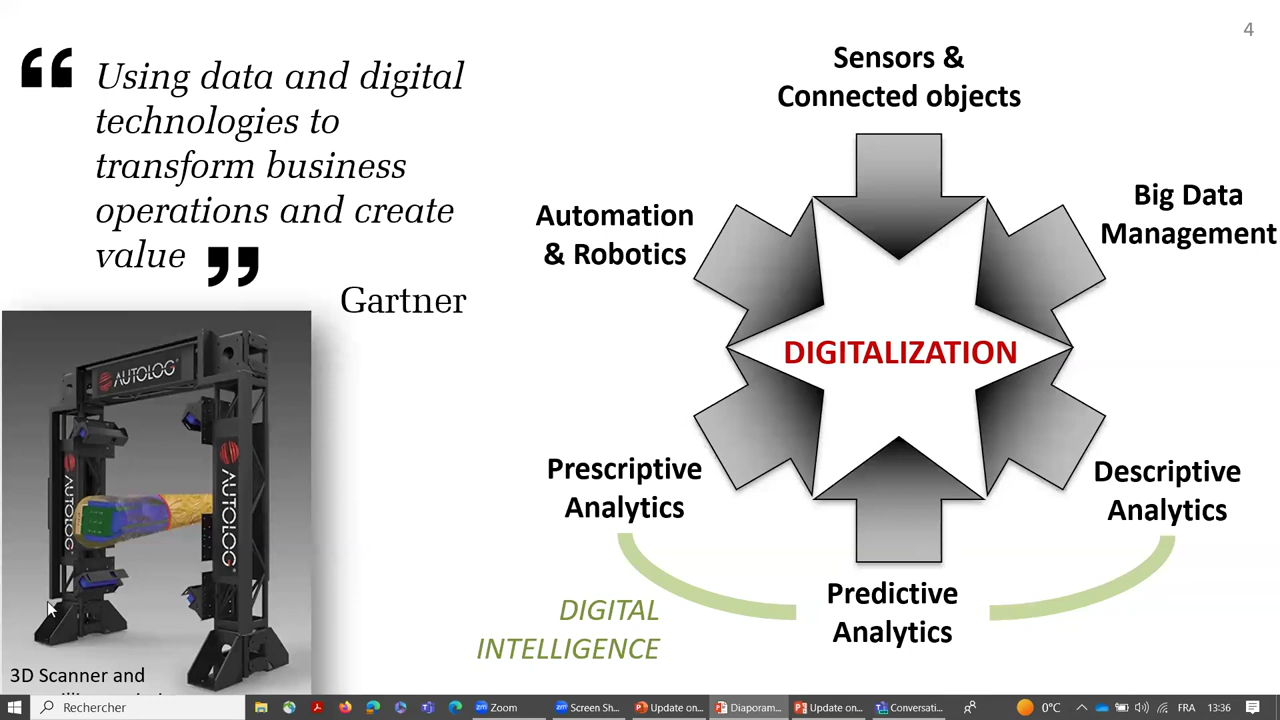 4
“ Using data and digital
technologies to
transform business
operations and create
value ”
Gartner
Sensors &
Connected objects
Big Data
Management
Automation
& Robotics
DIGITALIZATION
Prescriptive
Analytics
Descriptive
Analytics
Predictive
Analytics
DIGITAL
INTELLIGENCE
AUTOLOG
AUTOLOG
AUTOLOG
3D Scanner and
Rechercher
Zoom
Screen Sh...
Update on...
Diaporam...
Update on...
Conversati...
0°C
FRA
13:36